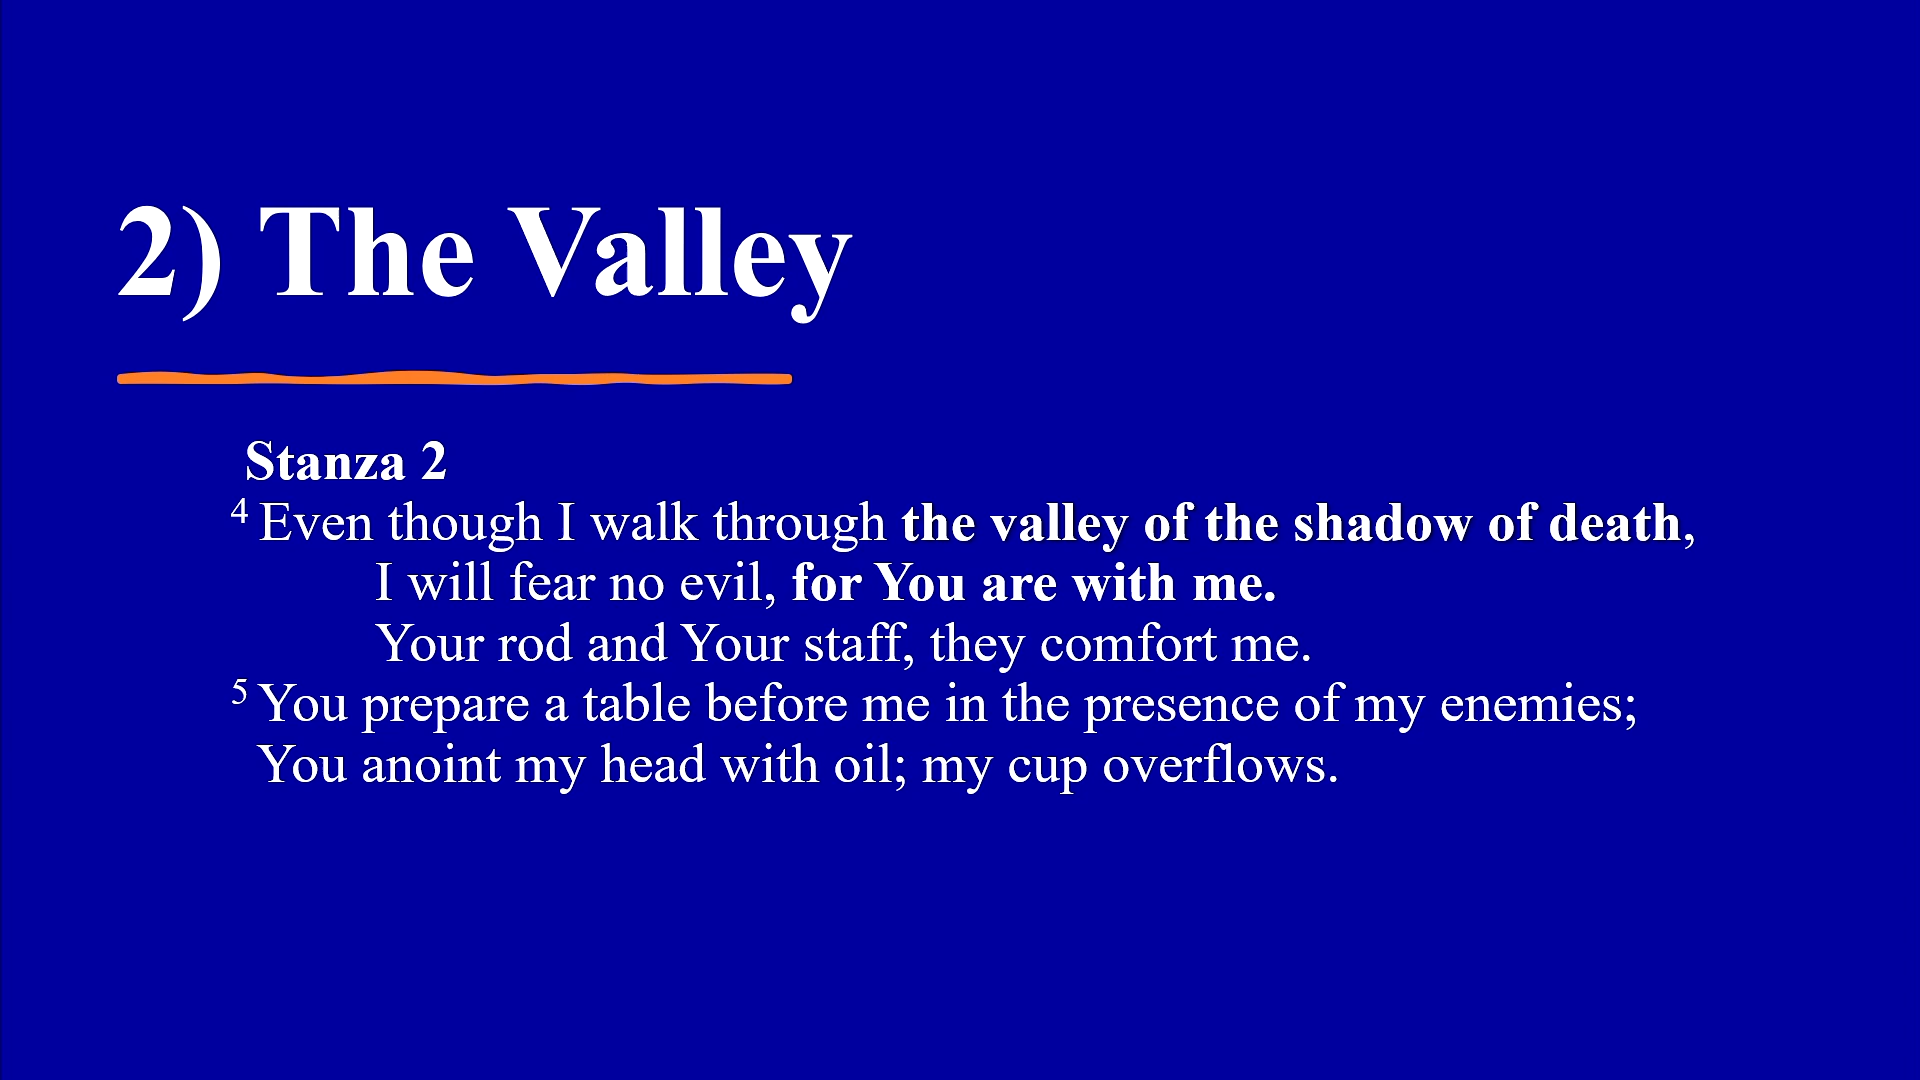 2) The Valley
Stanza 2
4 Even though I walk through the valley of the shadow of death,
I will fear no evil, for You are with me.
Your rod and Your staff, they comfort me.
5 You prepare a table before me in the presence of my enemies;
You anoint my head with oil; my cup overflows.